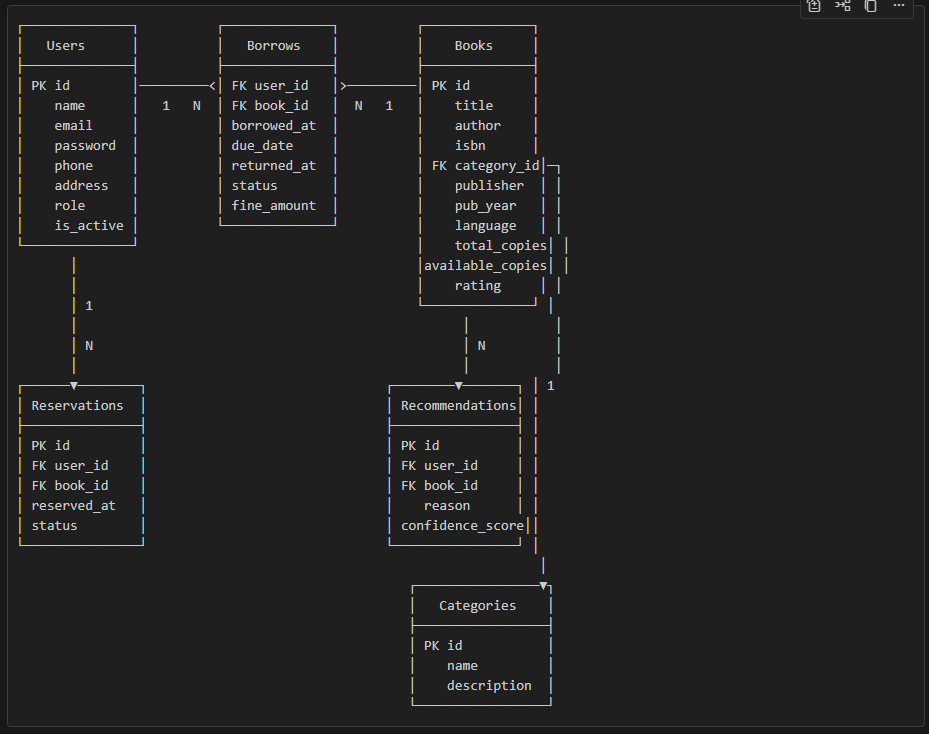 Users Borrows Books
PK id < FK user_id > PK id
name 1 N FK book_id N 1 title
email borrowed_at author
password due_date isbn
phone returned_at FK category_id
address status publisher
role fine_amount pub_year
is_active language
total_copies
available_copies
rating
1
N N
▼ ▼ 1
Reservations Recommendations
PK id PK id
FK user_id FK user_id
FK book_id FK book_id
reserved_at reason
status confidence_score
▼
Categories
PK id
name
description